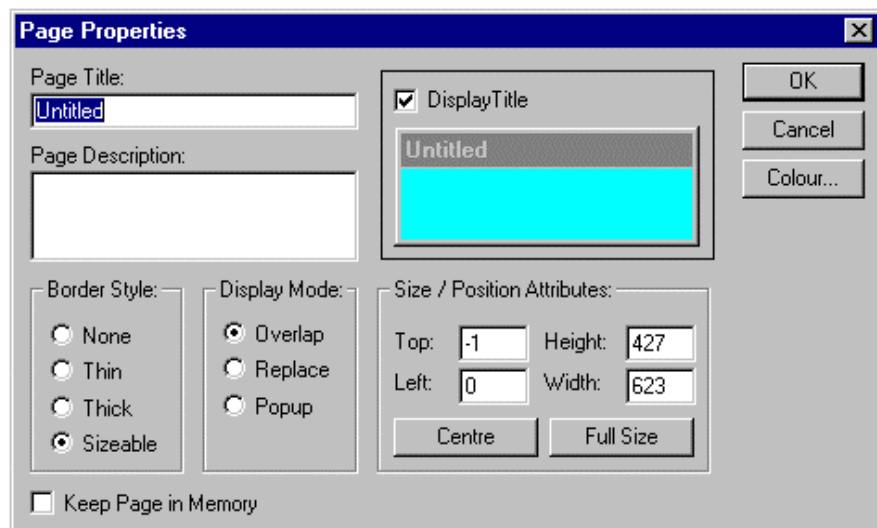 Page Properties
Page Title:
Untitled
Page Description:
DisplayTitle
Untitled
OK
Cancel
Colour...
Border Style:
None
Thin
Thick
Sizeable
Display Mode:
Overlap
Replace
Popup
Size / Position Attributes:
Top: -1 Height: 427
Left: 0 Width: 623
Centre Full Size
Keep Page in Memory